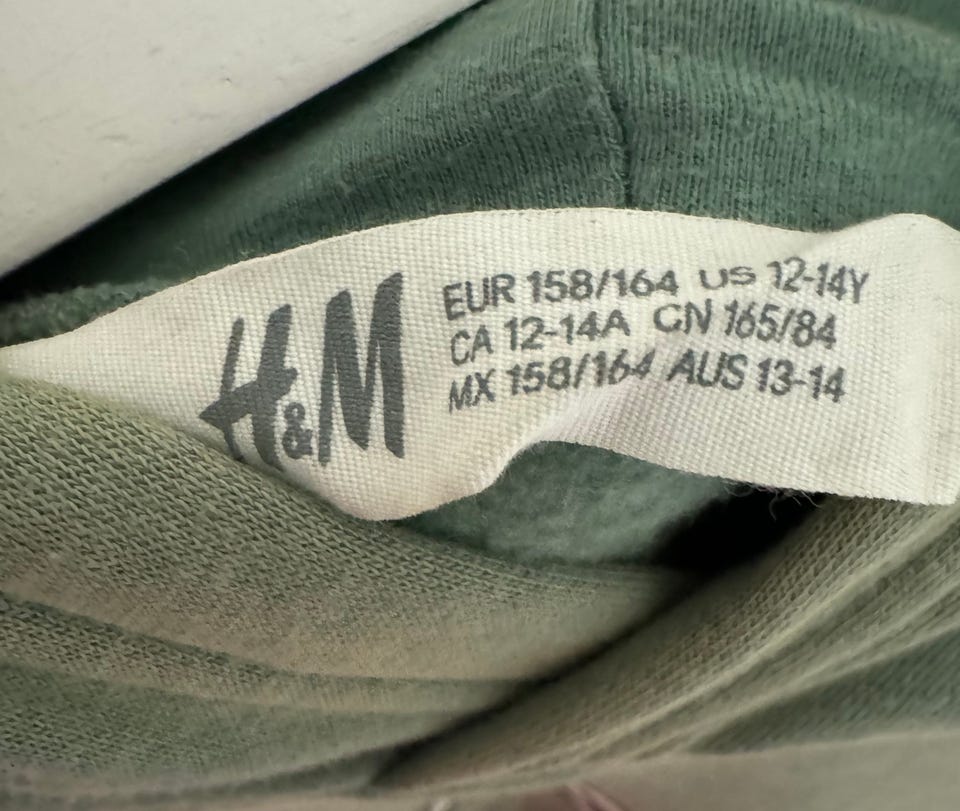 H&M
EUR 158/164 US 12-14Y
CA 12-14A CN 165/84
MX 158/164 AUS 13-14